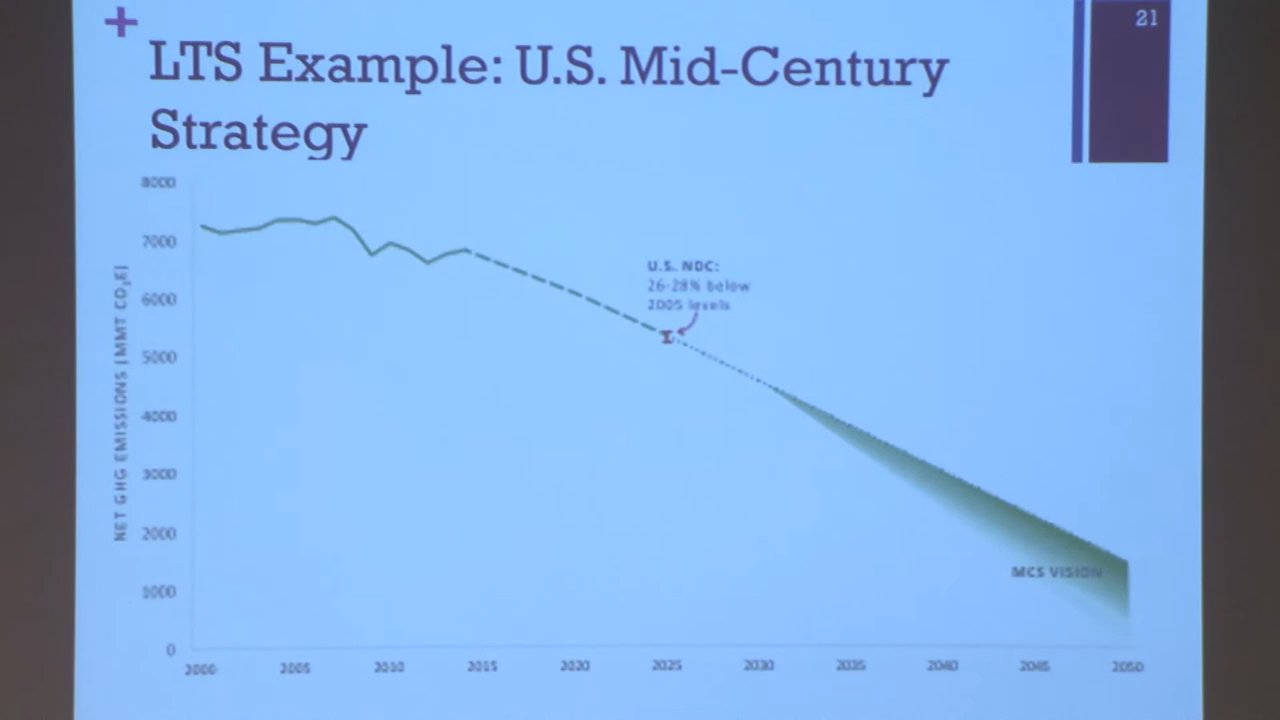 21
+
LTS Example: U.S. Mid-Century
Strategy
8000
7000
6000
5000
4000
3000
2000
1000
0
NET GHG EMISSIONS [MMT CO₂E]
U.S. NDC:
26-28% below
2005 levels
MCS VISION
2000 2005 2010 2015 2020 2025 2030 2035 2040 2045 2050